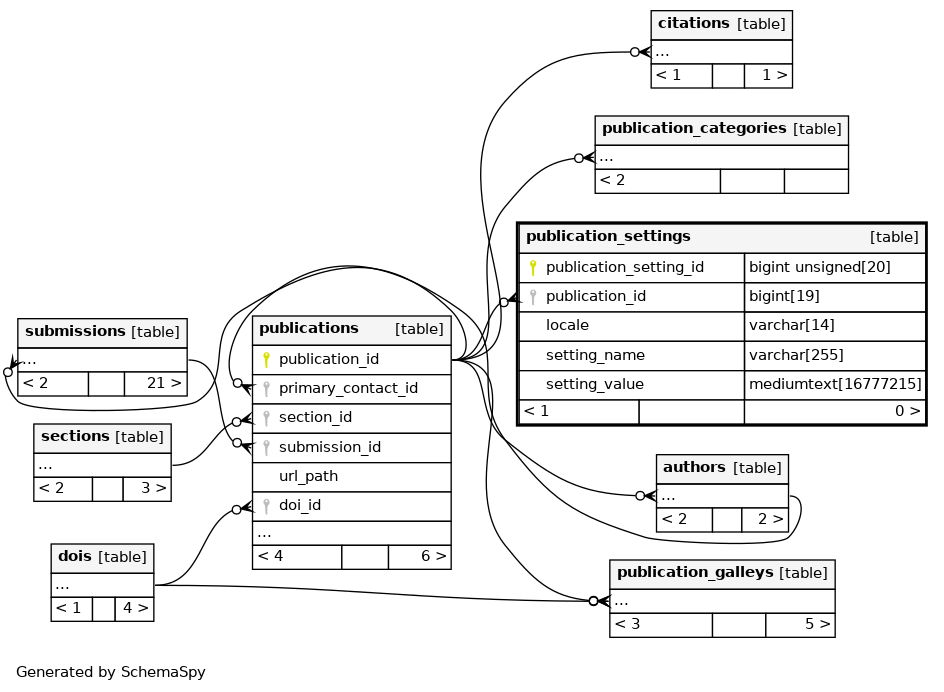 citations [table]
...
< 1 1 >
publication_categories [table]
...
< 2
publication_settings [table]
publication_setting_id bigint unsigned[20]
publication_id bigint[19]
locale varchar[14]
setting_name varchar[255]
setting_value mediumtext[16777215]
< 1 0 >
submissions [table]
...
< 2 21 >
sections [table]
...
< 2 3 >
dois [table]
...
< 1 4 >
publications [table]
publication_id
primary_contact_id
section_id
submission_id
url_path
doi_id
...
< 4 6 >
authors [table]
...
< 2 2 >
publication_galleys [table]
...
< 3 5 >
Generated by SchemaSpy